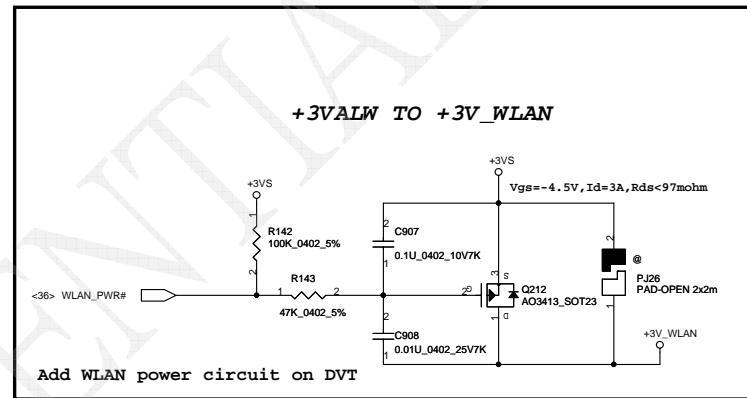 +3VALW TO +3V_WLAN
+3VS
+3VS
Vgs=-4.5V,Id=3A,Rds<97mohm
1
R142
100K_0402_5%
2
2
C907
0.1U_0402_10V7K
1
2
@
PJ26
PAD-OPEN 2x2m
1
3
S
G
2
Q212
AO3413_SOT23
D
1
<36> WLAN_PWR#
R143
1
2
47K_0402_5%
2
C908
0.01U_0402_25V7K
1
+3V_WLAN
Add WLAN power circuit on DVT
ENTIAL